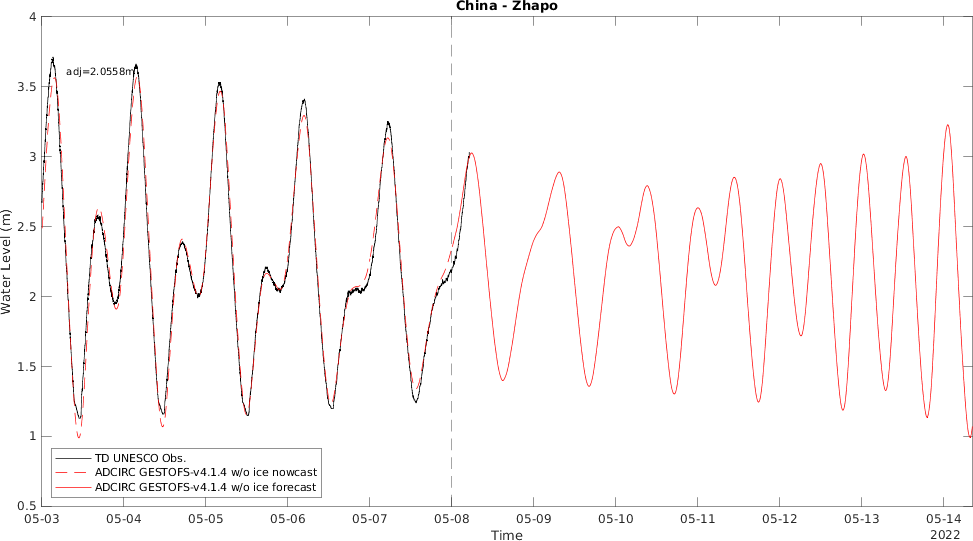 China - Zhapo
4
3.5
3
2.5
2
1.5
1
0.5
Water Level (m)
adj=2.0558m
TD UNESCO Obs.
ADCIRC GESTOFS-v4.1.4 w/o ice nowcast
ADCIRC GESTOFS-v4.1.4 w/o ice forecast
05-03 05-04 05-05 05-06 05-07 05-08 05-09 05-10 05-11 05-12 05-13 05-14
Time
2022